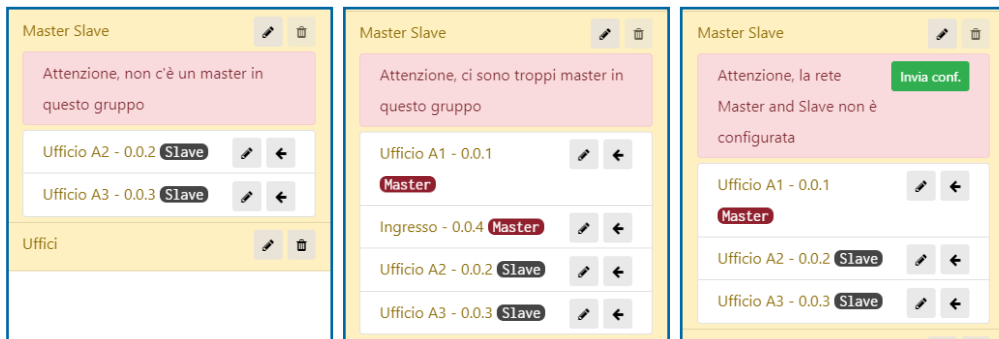 Master Slave
Attenzione, non c'è un master in
questo gruppo
Ufficio A2 - 0.0.2 Slave
Ufficio A3 - 0.0.3 Slave
Uffici
Master Slave
Attenzione, ci sono troppi master in
questo gruppo
Ufficio A1 - 0.0.1
Master
Ingresso - 0.0.4 Master
Ufficio A2 - 0.0.2 Slave
Ufficio A3 - 0.0.3 Slave
Master Slave
Attenzione, la rete Invia conf.
Master and Slave non è
configurata
Ufficio A1 - 0.0.1
Master
Ufficio A2 - 0.0.2 Slave
Ufficio A3 - 0.0.3 Slave